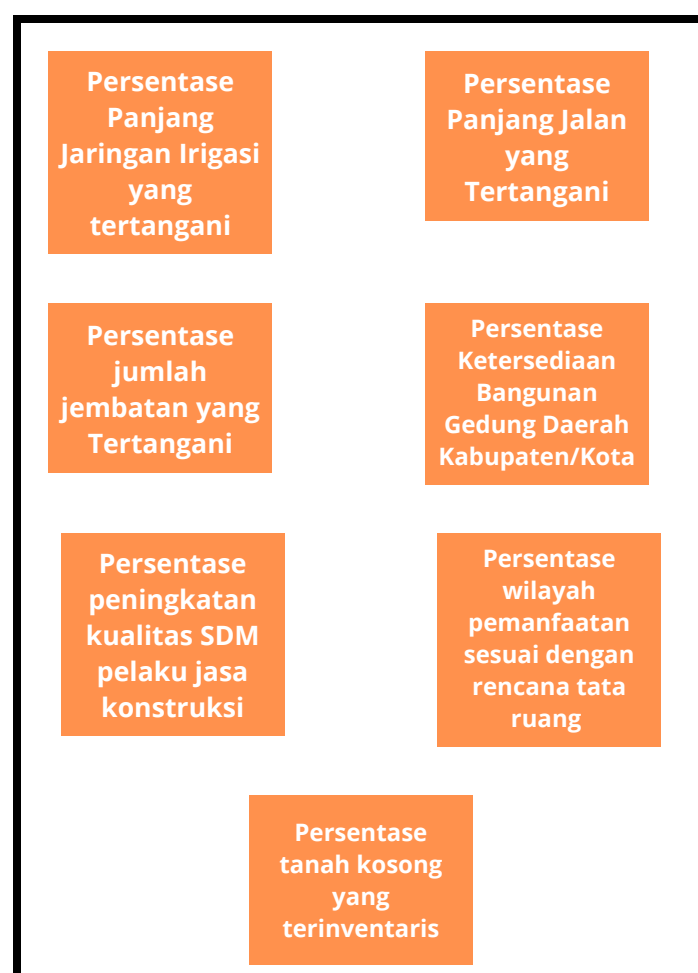 Persentase
Panjang
Jaringan Irigasi
yang
tertangani
Persentase
Panjang Jalan
yang
Tertangani
Persentase
jumlah
jembatan yang
Tertangani
Persentase
Ketersediaan
Bangunan
Gedung Daerah
Kabupaten/Kota
Persentase
peningkatan
kualitas SDM
pelaku jasa
konstruksi
Persentase
wilayah
pemanfaatan
sesuai dengan
rencana tata
ruang
Persentase
tanah kosong
yang
terinventaris